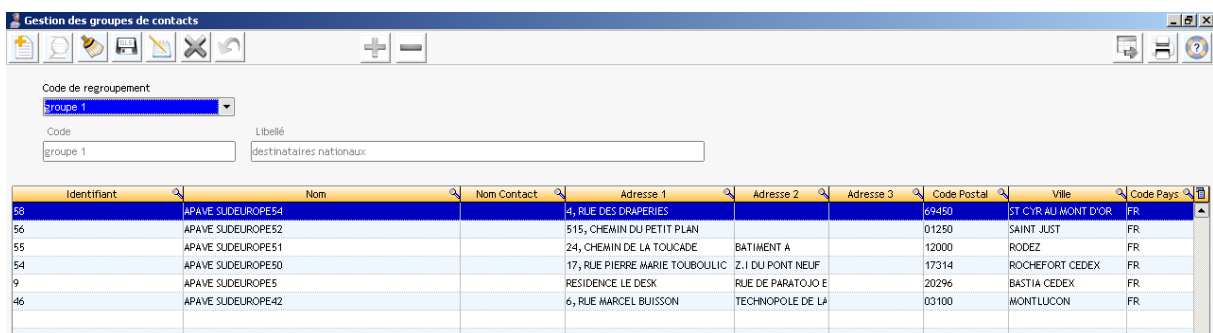 Gestion des groupes de contacts
Code de regroupement
groupe 1
Code Libellé
groupe 1 destinataires nationaux
Identifiant Nom Nom Contact Adresse 1 Adresse 2 Adresse 3 Code Postal Ville Code Pays
58 APAVE SUDEUROPE54 4, RUE DES DRAPERIES 69450 ST CYR AU MONT D'OR FR
56 APAVE SUDEUROPE52 515, CHEMIN DU PETIT PLAN 01250 SAINT JUST FR
55 APAVE SUDEUROPE51 24, CHEMIN DE LA TOUCADE BATIMENT A 12000 RODEZ FR
54 APAVE SUDEUROPE50 17, RUE PIERRE MARIE TOUBOULIC Z.I DU PONT NEUF 17314 ROCHEFORT CEDEX FR
9 APAVE SUDEUROPE5 RESIDENCE LE DESK RUE DE PARATOJO E 20296 BASTIA CEDEX FR
46 APAVE SUDEUROPE42 6, RUE MARCEL BUISSON TECHNOPOLE DE LA 03100 MONTLUCON FR